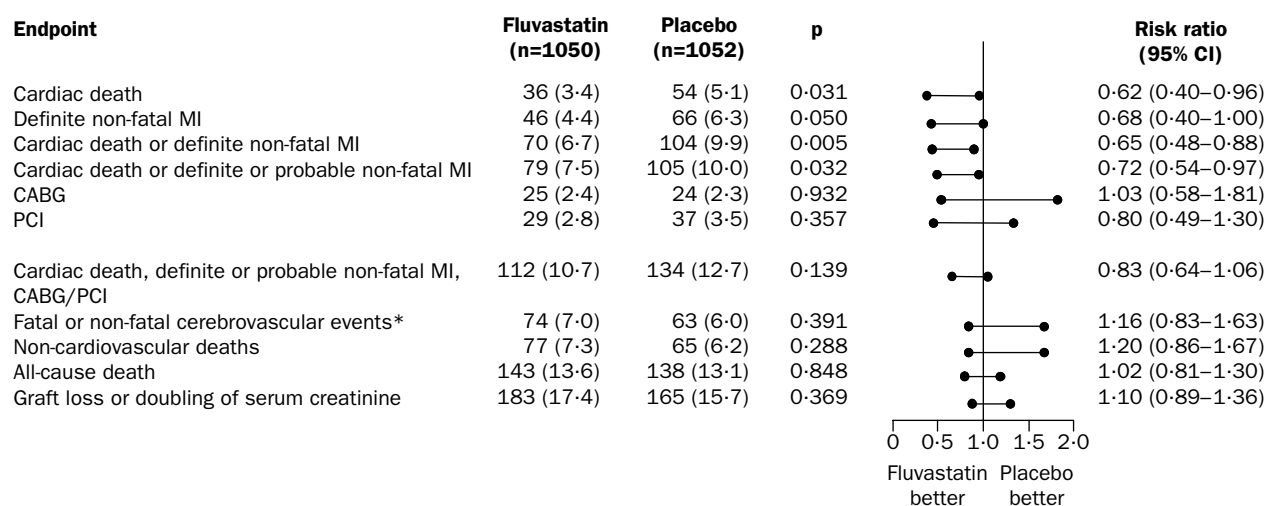 Endpoint Fluvastatin (n=1050) Placebo (n=1052) p Risk ratio (95% CI)
Cardiac death 36 (3·4) 54 (5·1) 0·031 0·62 (0·40–0·96)
Definite non-fatal MI 46 (4·4) 66 (6·3) 0·050 0·68 (0·40–1·00)
Cardiac death or definite non-fatal MI 70 (6·7) 104 (9·9) 0·005 0·65 (0·48–0·88)
Cardiac death or definite or probable non-fatal MI 79 (7·5) 105 (10·0) 0·032 0·72 (0·54–0·97)
CABG 25 (2·4) 24 (2·3) 0·932 1·03 (0·58–1·81)
PCI 29 (2·8) 37 (3·5) 0·357 0·80 (0·49–1·30)
Cardiac death, definite or probable non-fatal MI, 112 (10·7) 134 (12·7) 0·139 0·83 (0·64–1·06)
CABG/PCI
Fatal or non-fatal cerebrovascular events* 74 (7·0) 63 (6·0) 0·391 1·16 (0·83–1·63)
Non-cardiovascular deaths 77 (7·3) 65 (6·2) 0·288 1·20 (0·86–1·67)
All-cause death 143 (13·6) 138 (13·1) 0·848 1·02 (0·81–1·30)
Graft loss or doubling of serum creatinine 183 (17·4) 165 (15·7) 0·369 1·10 (0·89–1·36)
0 0·5 1·0 1·5 2·0
Fluvastatin Placebo
better better